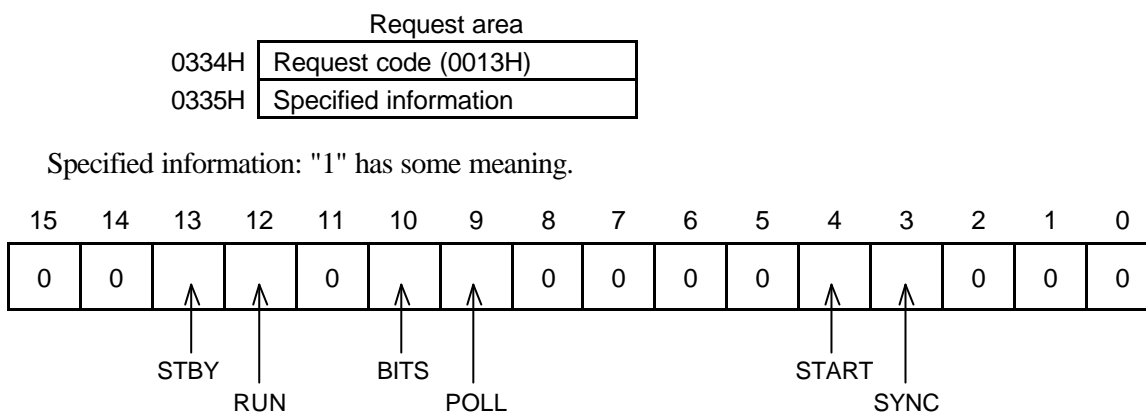 Request area
0334H Request code (0013H)
0335H Specified information
Specified information: "1" has some meaning.
15 14 13 12 11 10 9 8 7 6 5 4 3 2 1 0
0 0 0 0 0 0 0 0 0 0
STBY BITS START
RUN POLL SYNC